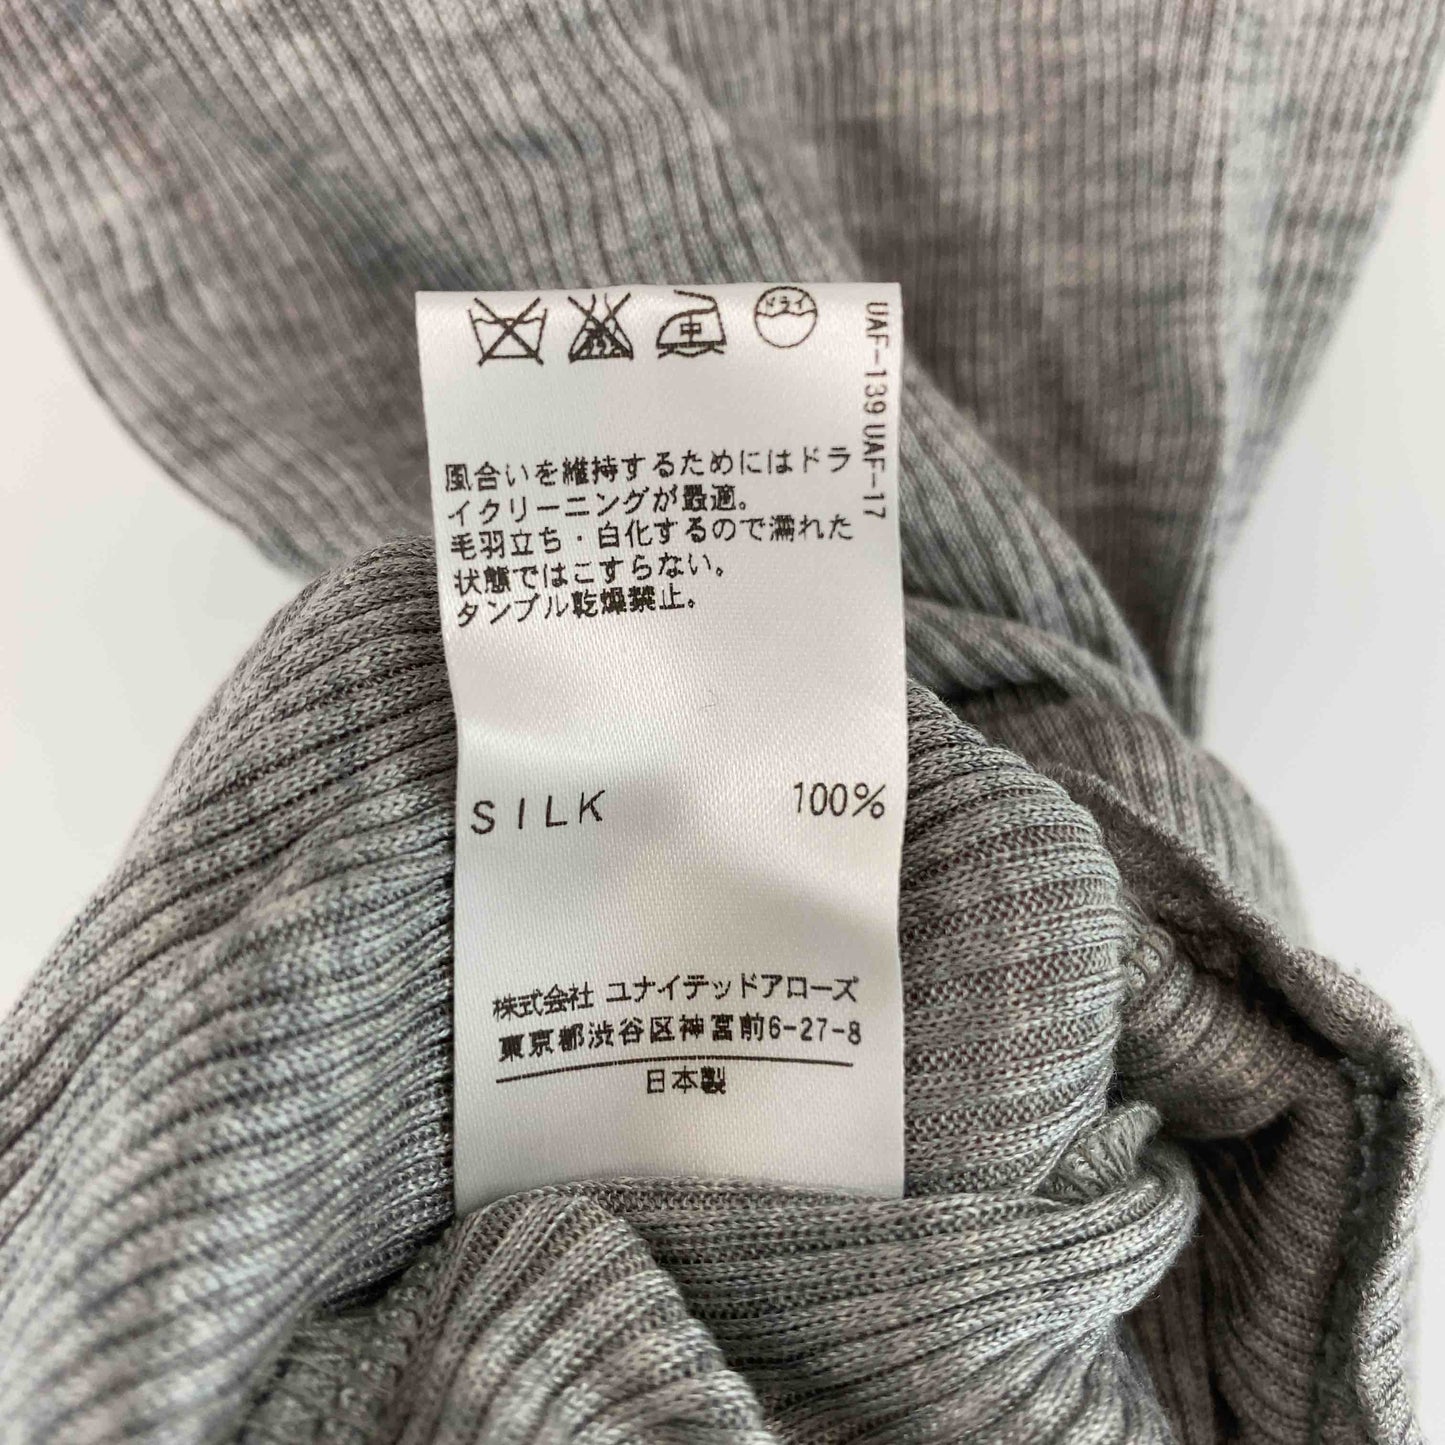 中
ドライ
UAF-139 UAF-17
風合いを維持するためにはドラ
イクリーニングが最適。
毛羽立ち・白化するので濡れた
状態ではこすらない。
タンブル乾燥禁止。
SILK 100%
株式会社 ユナイテッドアローズ
東京都渋谷区神宮前6-27-8
日本製